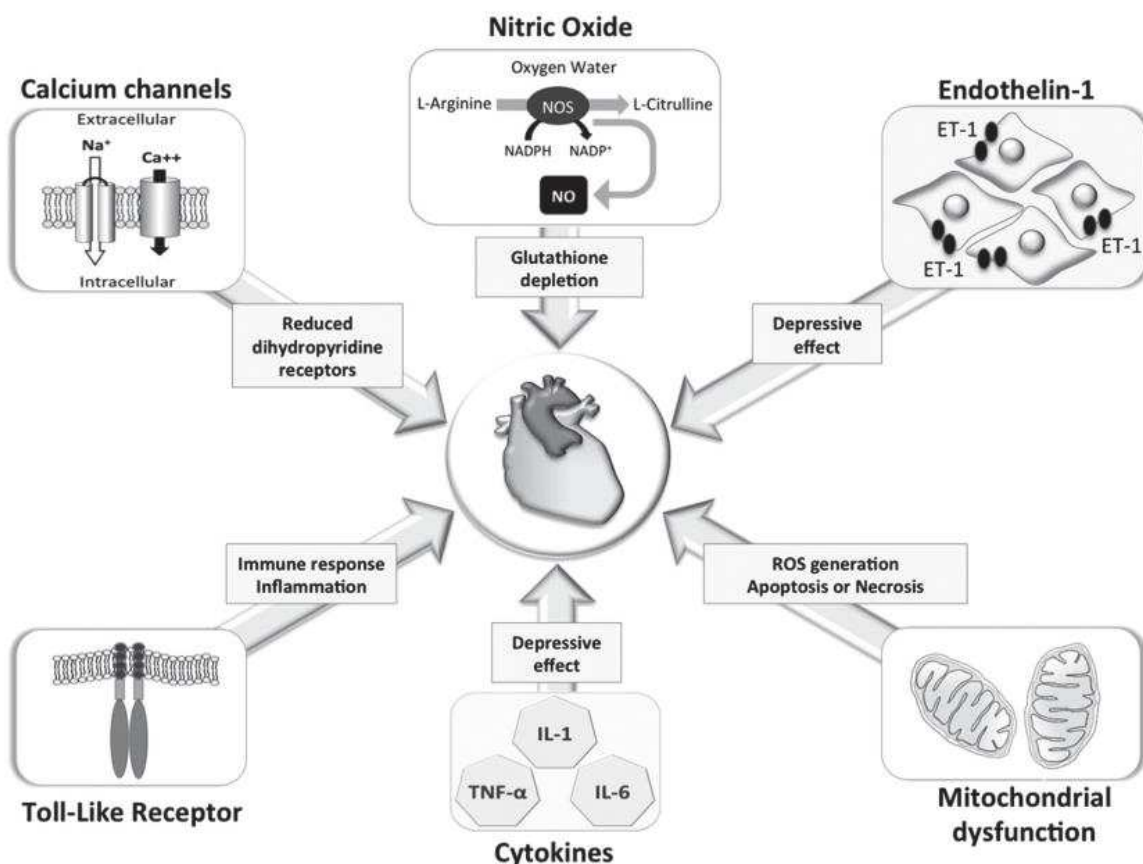 Nitric Oxide
Oxygen Water
L-Arginine
NOS
L-Citrulline
NADPH
NADP⁺
NO
Glutathione
depletion
Calcium channels
Extracellular
Na⁺
Ca++
Intracellular
Reduced
dihydropyridine
receptors
Endothelin-1
ET-1
ET-1
ET-1
Depressive
effect
Immune response
Inflammation
Toll-Like Receptor
Depressive
effect
IL-1
TNF-α
IL-6
Cytokines
ROS generation
Apoptosis or Necrosis
Mitochondrial
dysfunction